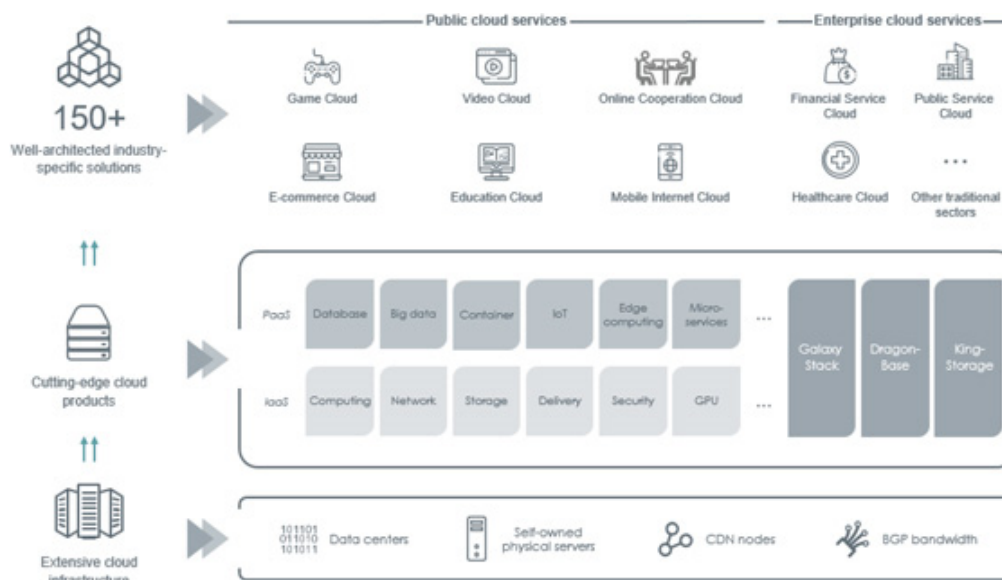 Public cloud services
Enterprise cloud services
150+
Well-architected industry-
specific solutions
Game Cloud
Video Cloud
Online Cooperation Cloud
Financial Service
Cloud
Public Service
Cloud
E-commerce Cloud
Education Cloud
Mobile Internet Cloud
Healthcare Cloud
...
Other traditional
sectors
Cutting-edge cloud
products
PaaS
Database
Big data
Container
IoT
Edge
computing
Micro-
services
...
IaaS
Computing
Network
Storage
Delivery
Security
GPU
...
Galaxy
Stack
Dragon-
Base
King-
Storage
Extensive cloud
infrastructure
101101
011010
101011
Data centers
Self-owned
physical servers
CDN nodes
BGP bandwidth